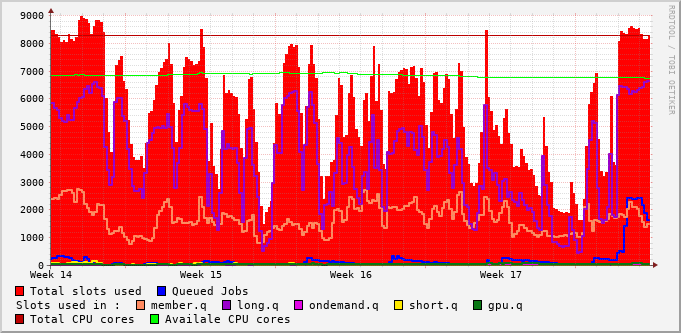 9000
8000
7000
6000
5000
4000
3000
2000
1000
0
Week 14 Week 15 Week 16 Week 17
RRDTOOL / TOBI OETIKER
Total slots used Queued Jobs
Slots used in : member.q long.q ondemand.q short.q gpu.q
Total CPU cores Availale CPU cores